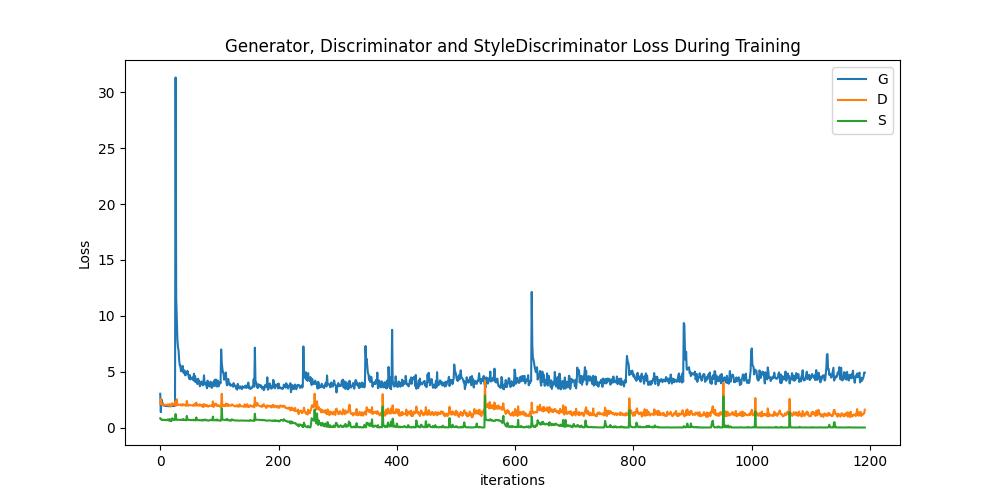 Generator, Discriminator and StyleDiscriminator Loss During Training
G
D
S
30
25
20
15
10
5
0
Loss
0 200 400 600 800 1000 1200
iterations